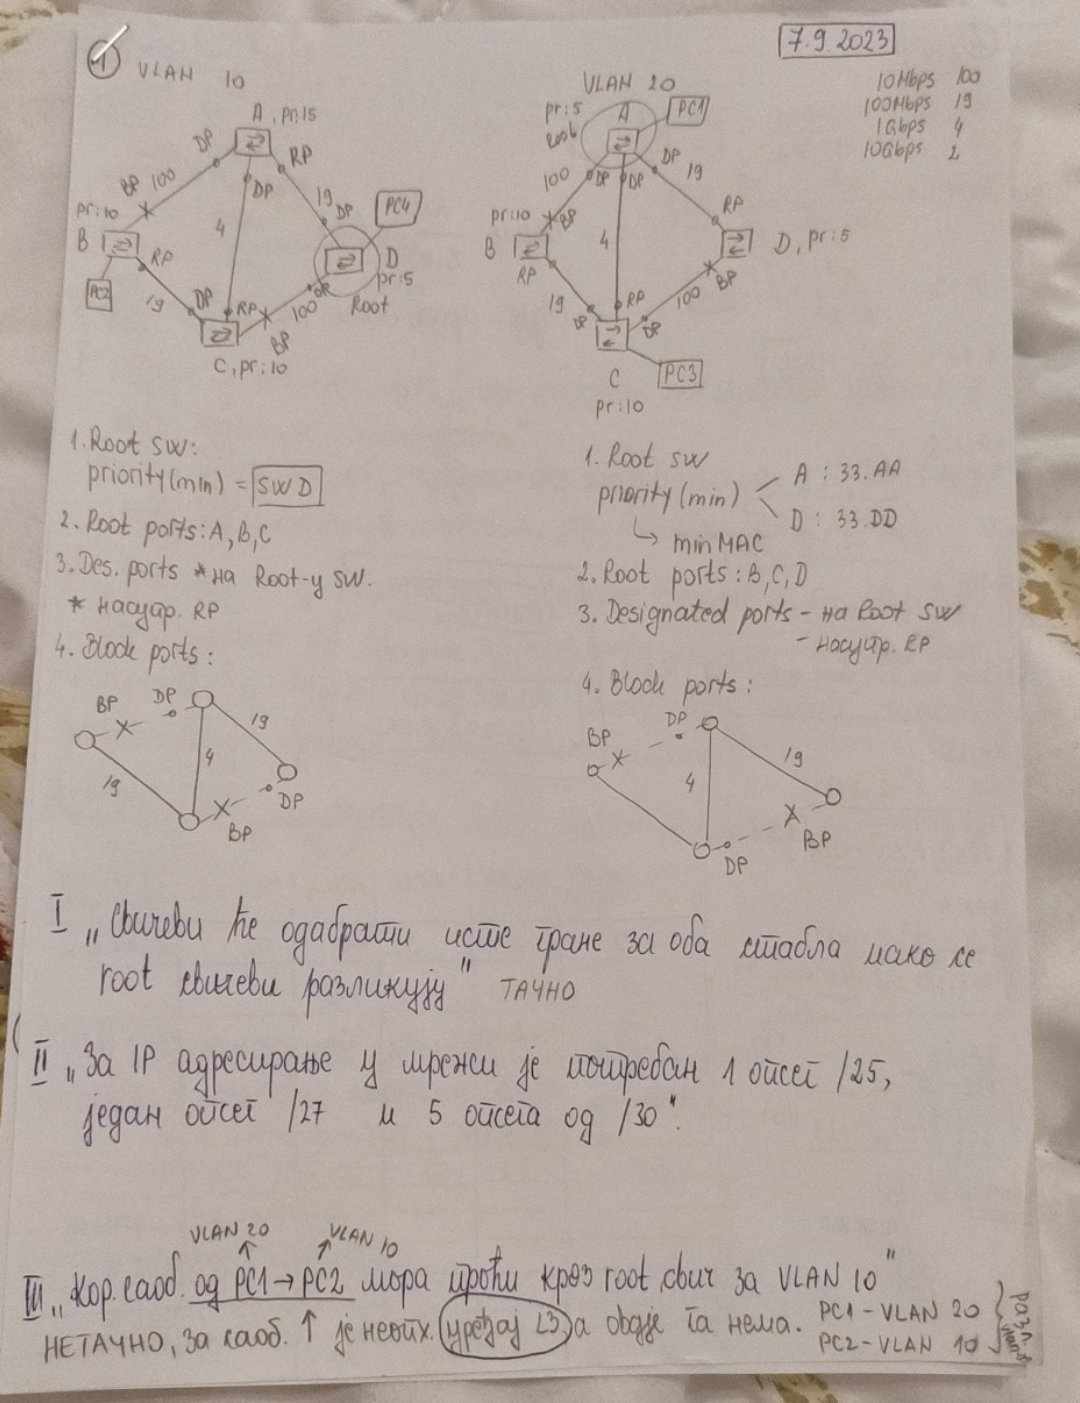 7.9.2023
1 VLAN 10
A, pr:15
DP
RP
BP 100
DP
19
DP
PC4
pr:10
B
4
D
pr:5
RP
PC2
19
DP
RP
100
DP
Root
BP
C, pr:10
VLAN 20
10Mbps 100
100Mbps 19
1Gbps 4
10Gbps 2
pr:5
A
PC1
Root
DP
100
DP
DP
19
RP
pr:10
BP
B
4
D, pr:5
RP
BP
19
RP
100
DP
DP
C
PC3
pr:10
1. Root SW:
priority(min) = SW D
2. Root ports: A, B, C
3. Des. ports * на Root-у SW.
* насупр. RP
4. Block ports:
BP
DP
19
4
19
DP
BP
1. Root SW
priority(min)
A : 33.AA
D : 33.DD
min MAC
2. Root ports: B, C, D
3. Designated ports - на Root SW
- насупр. RP
4. Block ports:
BP
DP
19
4
BP
DP
I „Свичеви ће одабрати исте гране за оба стабла иако се
root свичеви разликују" ТАЧНО
II „За IP адресирање у мрежи је потребан 1 опсег /25,
један опсег /27 и 5 опсега од /30".
VLAN 20
VLAN 10
III „Кор. саоб. од PC1 → PC2 мора проћи кроз root свич за VLAN 10"
НЕТАЧНО, за саоб. ↑ је неопх. уређај L3 а овдје га нема. PC1 - VLAN 20
PC2 - VLAN 10